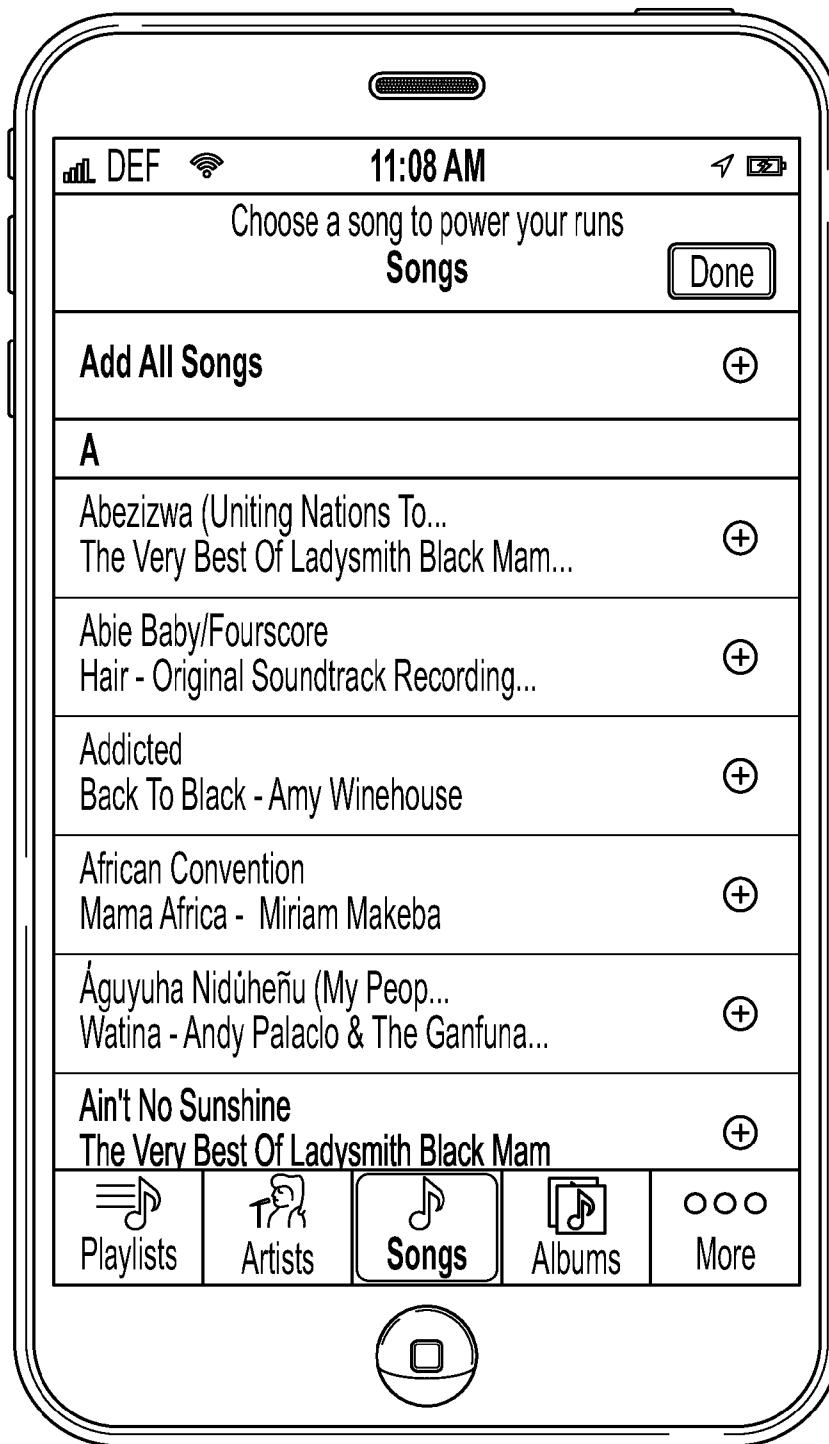 DEF 11:08 AM
Choose a song to power your runs
Songs
Done
Add All Songs
A
Abezizwa (Uniting Nations To...
The Very Best Of Ladysmith Black Mam...
Abie Baby/Fourscore
Hair - Original Soundtrack Recording...
Addicted
Back To Black - Amy Winehouse
African Convention
Mama Africa - Miriam Makeba
Águyuha Nidúheñu (My Peop...
Watina - Andy Palaclo & The Ganfuna...
Ain't No Sunshine
The Very Best Of Ladysmith Black Mam
Playlists Artists Songs Albums More